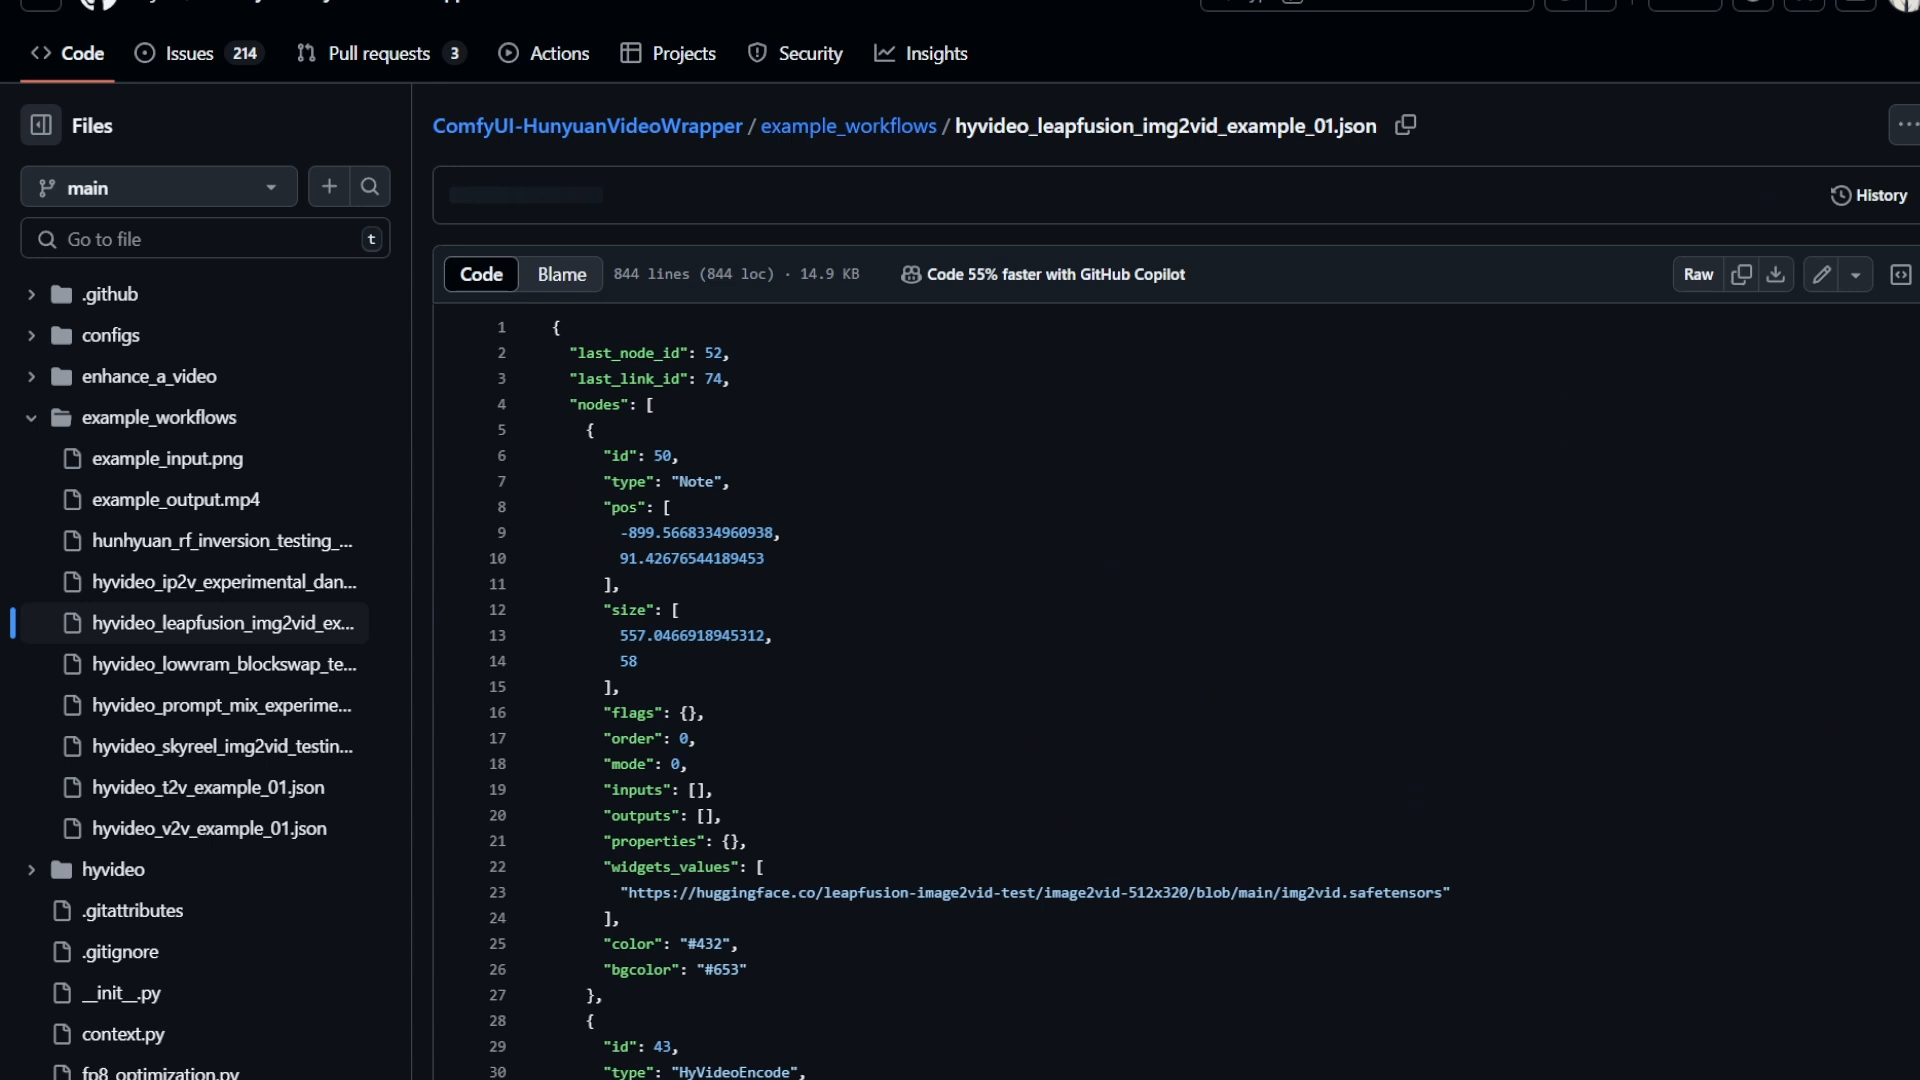 Code
Issues 214
Pull requests 3
Actions
Projects
Security
Insights
Files
main
Go to file t
.github
configs
enhance_a_video
example_workflows
example_input.png
example_output.mp4
hunhyuan_rf_inversion_testing_...
hyvideo_ip2v_experimental_dan...
hyvideo_leapfusion_img2vid_ex...
hyvideo_lowvram_blockswap_te...
hyvideo_prompt_mix_experime...
hyvideo_skyreel_img2vid_testin...
hyvideo_t2v_example_01.json
hyvideo_v2v_example_01.json
hyvideo
.gitattributes
.gitignore
__init__.py
context.py
fp8_optimization.py
ComfyUI-HunyuanVideoWrapper / example_workflows / hyvideo_leapfusion_img2vid_example_01.json
History
Code Blame 844 lines (844 loc) · 14.9 KB Code 55% faster with GitHub Copilot Raw
1 {
2 "last_node_id": 52,
3 "last_link_id": 74,
4 "nodes": [
5 {
6 "id": 50,
7 "type": "Note",
8 "pos": [
9 -899.5668334960938,
10 91.42676544189453
11 ],
12 "size": [
13 557.0466918945312,
14 58
15 ],
16 "flags": {},
17 "order": 0,
18 "mode": 0,
19 "inputs": [],
20 "outputs": [],
21 "properties": {},
22 "widgets_values": [
23 "https://huggingface.co/leapfusion-image2vid-test/image2vid-512x320/blob/main/img2vid.safetensors"
24 ],
25 "color": "#432",
26 "bgcolor": "#653"
27 },
28 {
29 "id": 43,
30 "type": "HyVideoEncode",